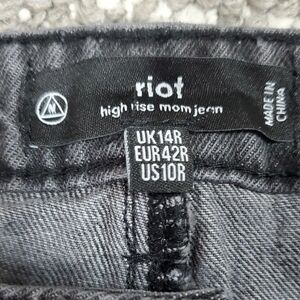 riot
high rise mom jean
MADE IN
CHINA
UK14R
EUR42R
US10R